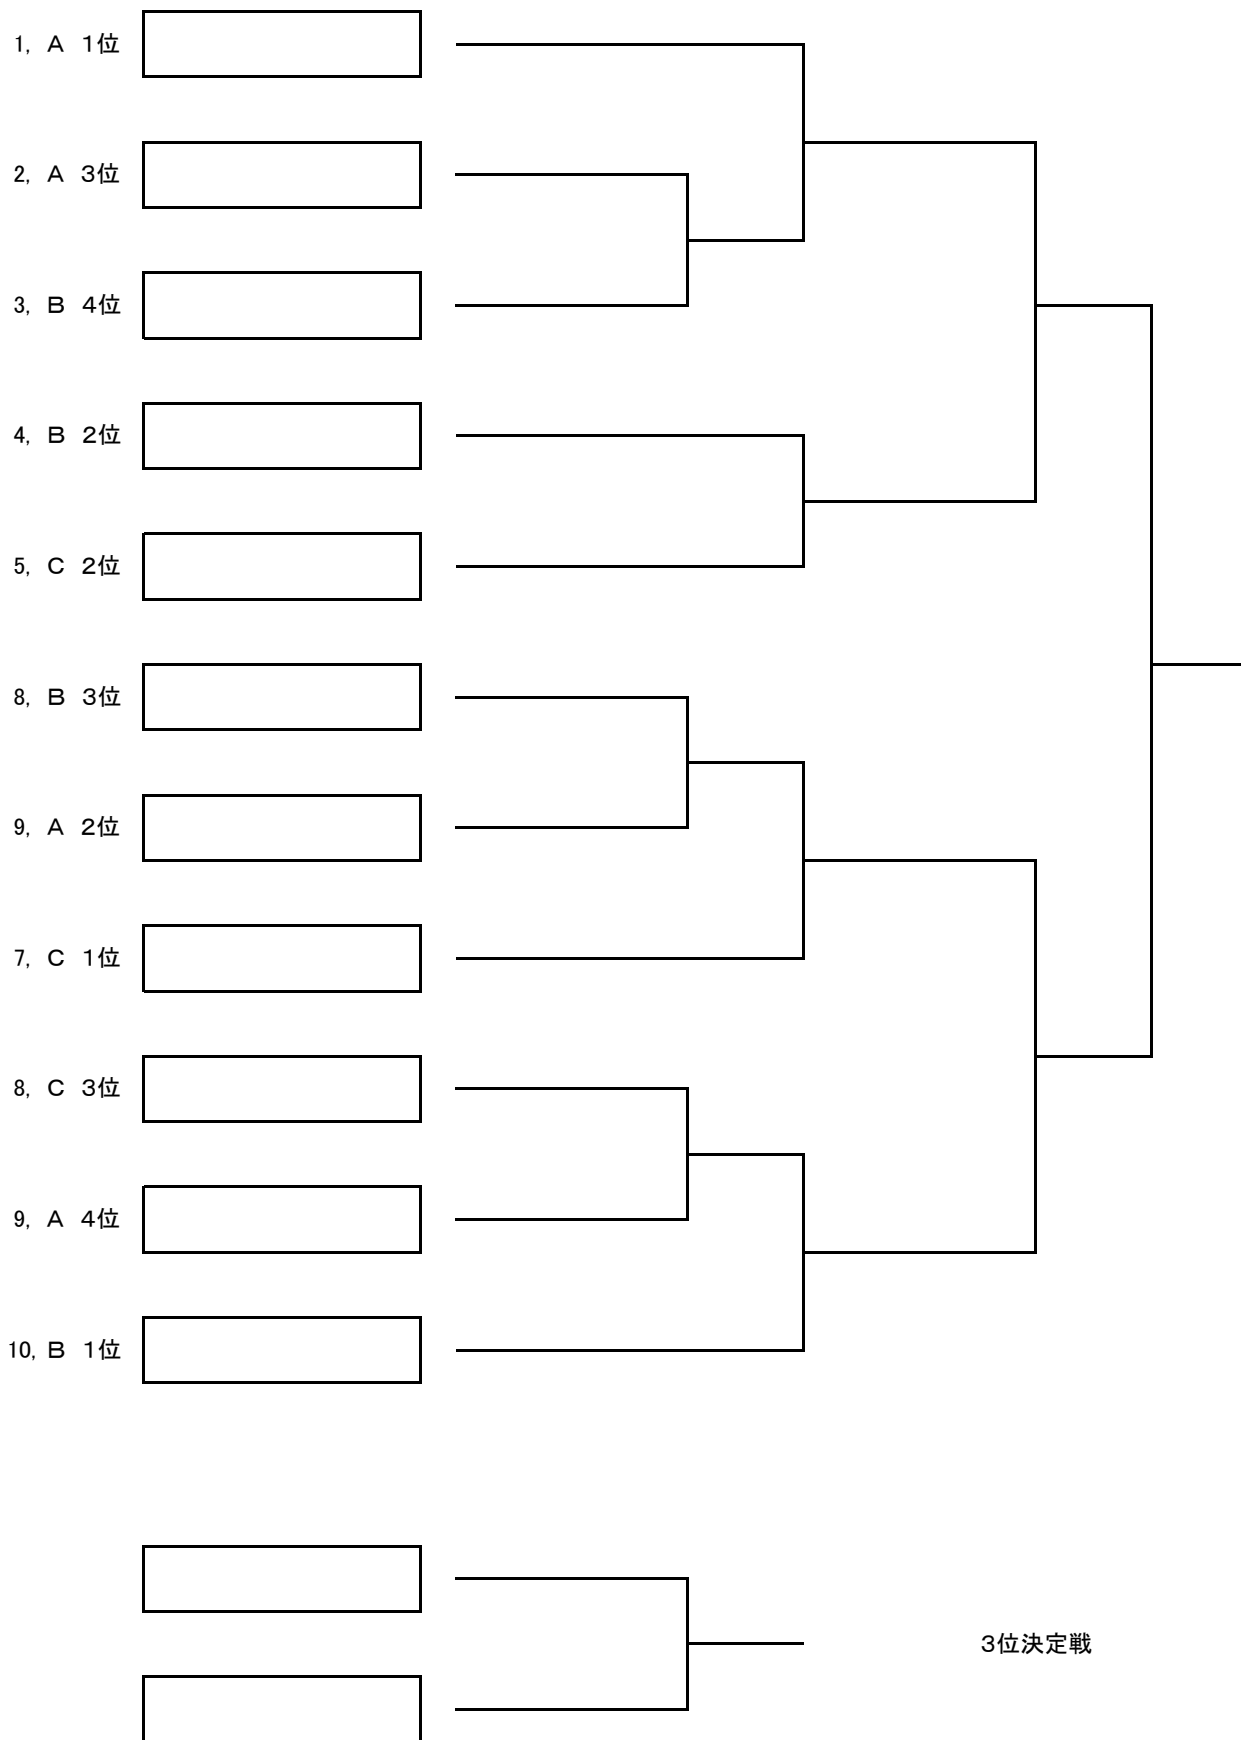 1, A 1位
2, A 3位
3, B 4位
4, B 2位
5, C 2位
8, B 3位
9, A 2位
7, C 1位
8, C 3位
9, A 4位
10, B 1位
3位決定戦